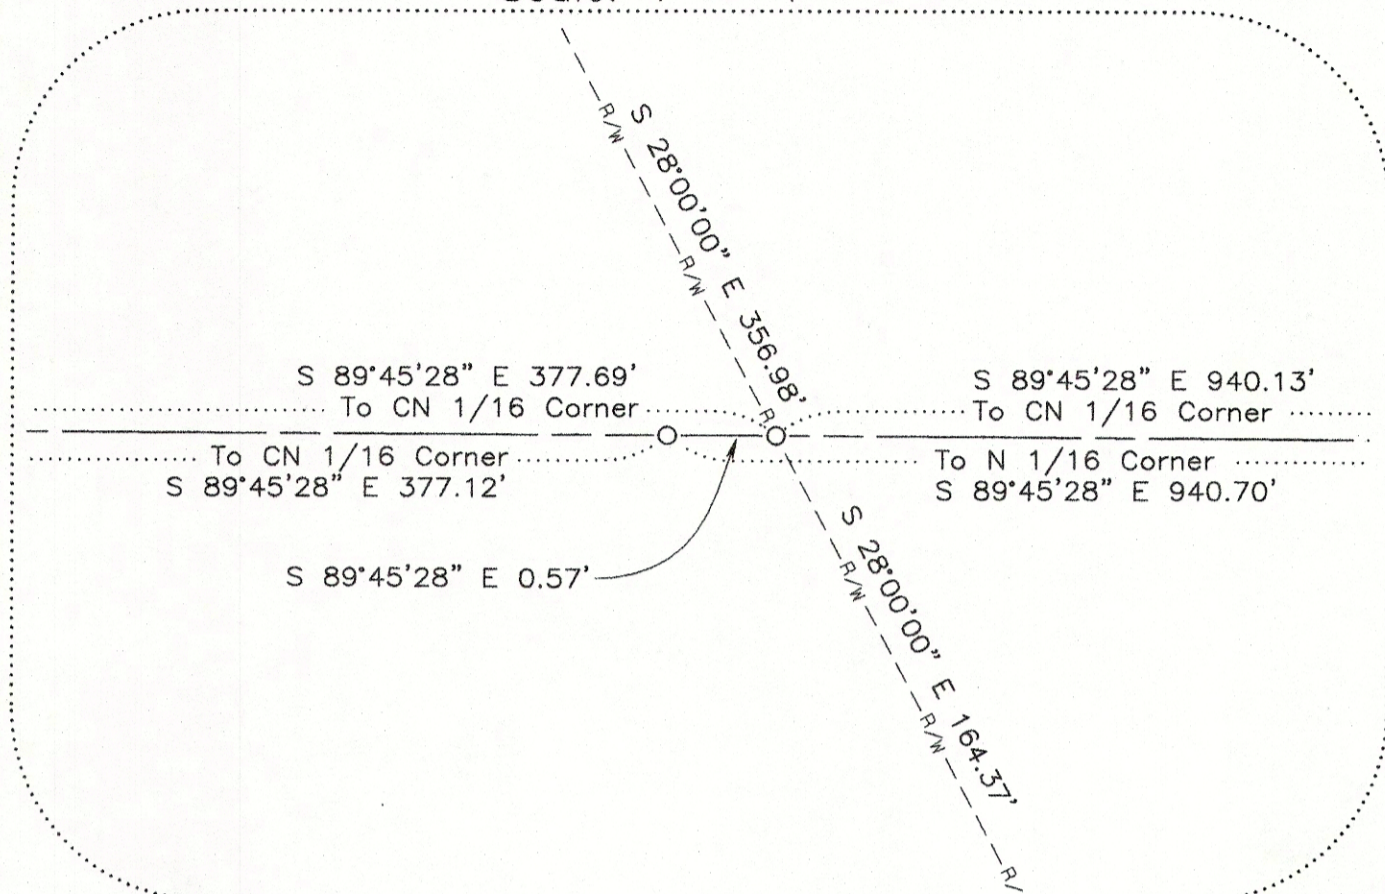 R/W
S 28°00'00" E 356.98'
R/W
R/
S 89°45'28" E 377.69'
To CN 1/16 Corner
S 89°45'28" E 940.13'
To CN 1/16 Corner
To CN 1/16 Corner
S 89°45'28" E 377.12'
To N 1/16 Corner
S 89°45'28" E 940.70'
S 89°45'28" E 0.57'
S 28°00'00" E 164.37'
R/W
R/W
R/